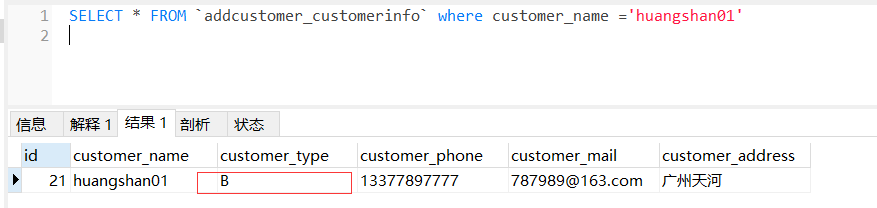 1 SELECT * FROM `addcustomer_customerinfo` where customer_name ='huangshan01'
2
信息 解释 1 结果 1 剖析 状态
id customer_name customer_type customer_phone customer_mail customer_address
21 huangshan01 B 13377897777 787989@163.com 广州天河